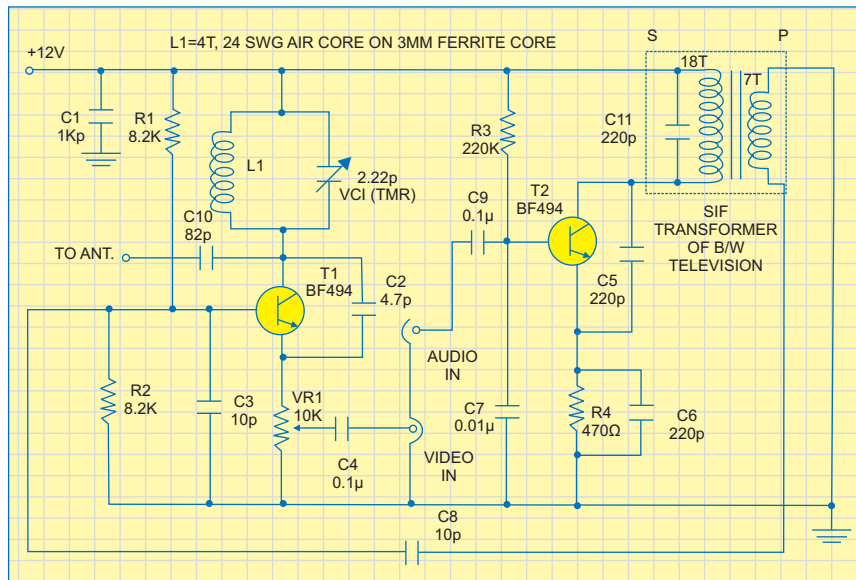 L1=4T, 24 SWG AIR CORE ON 3MM FERRITE CORE
S
P
+12V
18T
7T
C1
1Kp
R1
8.2K
L1
2.22p
VCI (TMR)
R3
220K
C11
220p
C10
82p
C9
0.1µ
T2
BF494
SIF
TRANSFORMER
OF B/W
TELEVISION
TO ANT.
T1
BF494
C2
4.7p
C5
220p
AUDIO
IN
R2
8.2K
C3
10p
VR1
10K
C7
0.01µ
R4
470Ω
C6
220p
C4
0.1µ
VIDEO
IN
C8
10p